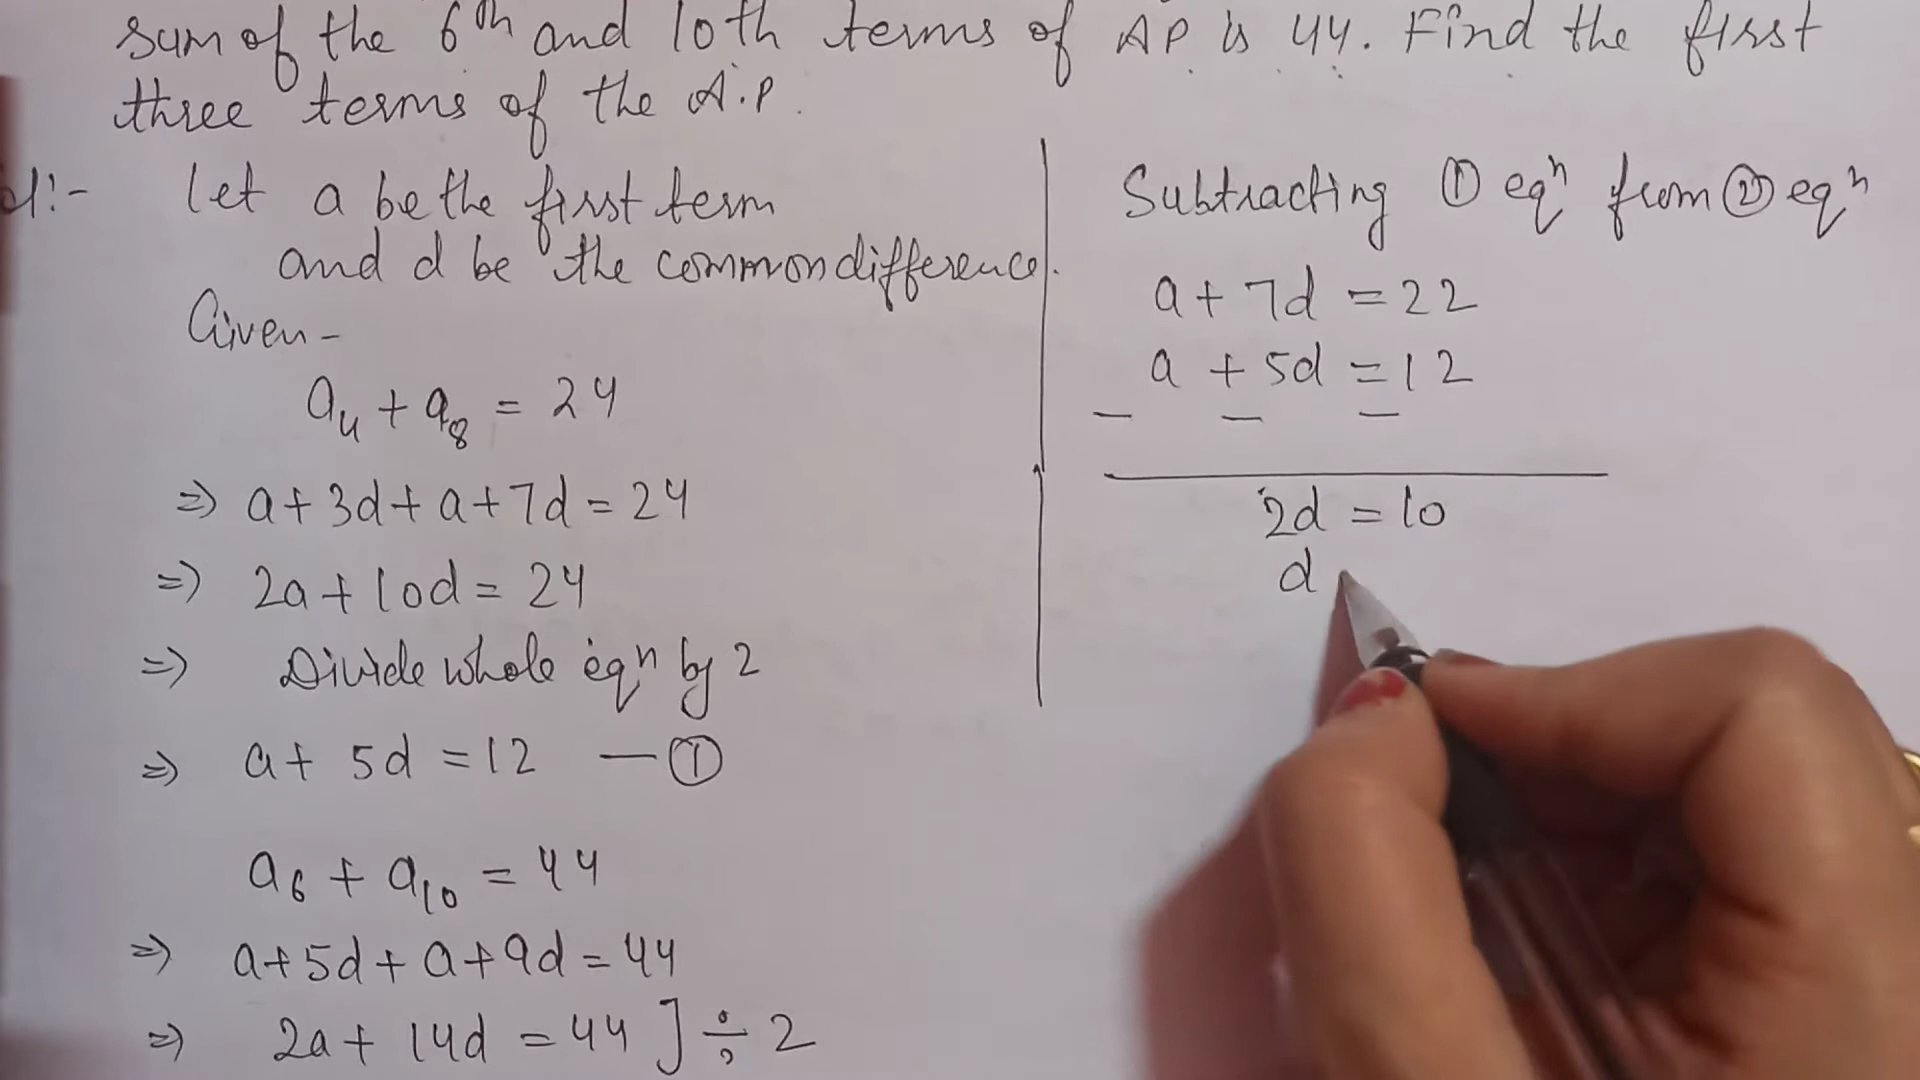 sum of the 6th and 10th terms of AP is 44. Find the first
three terms of the A.P.
let a be the first term
and d be the common difference.
Given-
a4 + a8 = 24
⇒ a+3d+a+7d=24
⇒ 2a+10d=24
⇒ Divide whole eqn by 2
⇒ a+ 5d =12 —①
a6 + a10 = 44
⇒ a+5d+a+9d=44
⇒ 2a+14d=44] ÷ 2
Subtracting ① eqn from ② eqn
a+7d =22
a +5d =12
— — —
2d =10
d